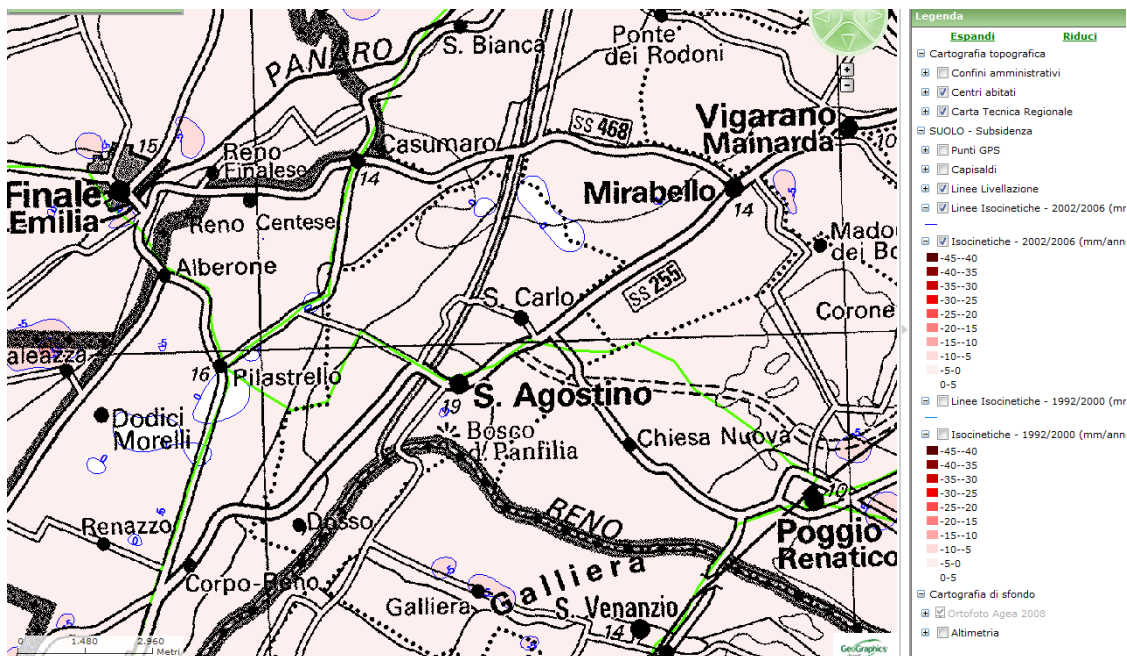 S. Bianca
Ponte
dei Rodoni
PANARO
15
Reno
Finalese
Casumaro
14
SS 468
Vigarano
Mainarda
10
Finale
Emilia
Reno Centese
Mirabello
14
Alberone
SS 255
S. Carlo
Corone
aleazza
16
Pilastrello
19
S. Agostino
Dodici
Morelli
Bosco
d. Panfilia
Chiesa Nuova
10
Renazzo
Dosso
RENO
Poggio
Renatico
Corpo-Reno
Galliera
Galliera
S. Venanzio
14
0 1.480 2.960
Metri
GeoGraphics
Legenda
Espandi Riduci
Cartografia topografica
Confini amministrativi
Centri abitati
Carta Tecnica Regionale
SUOLO - Subsidenza
Punti GPS
Capisaldi
Linee Livellazione
Linee Isocinetiche - 2002/2006 (mr
Isocinetiche - 2002/2006 (mm/anno
-45--40
-40--35
-35--30
-30--25
-25--20
-20--15
-15--10
-10--5
-5-0
0-5
Linee Isocinetiche - 1992/2000 (mr
Isocinetiche - 1992/2000 (mm/anno
-45--40
-40--35
-35--30
-30--25
-25--20
-20--15
-15--10
-10--5
-5-0
0-5
Cartografia di sfondo
Ortofoto Agea 2008
Altimetria